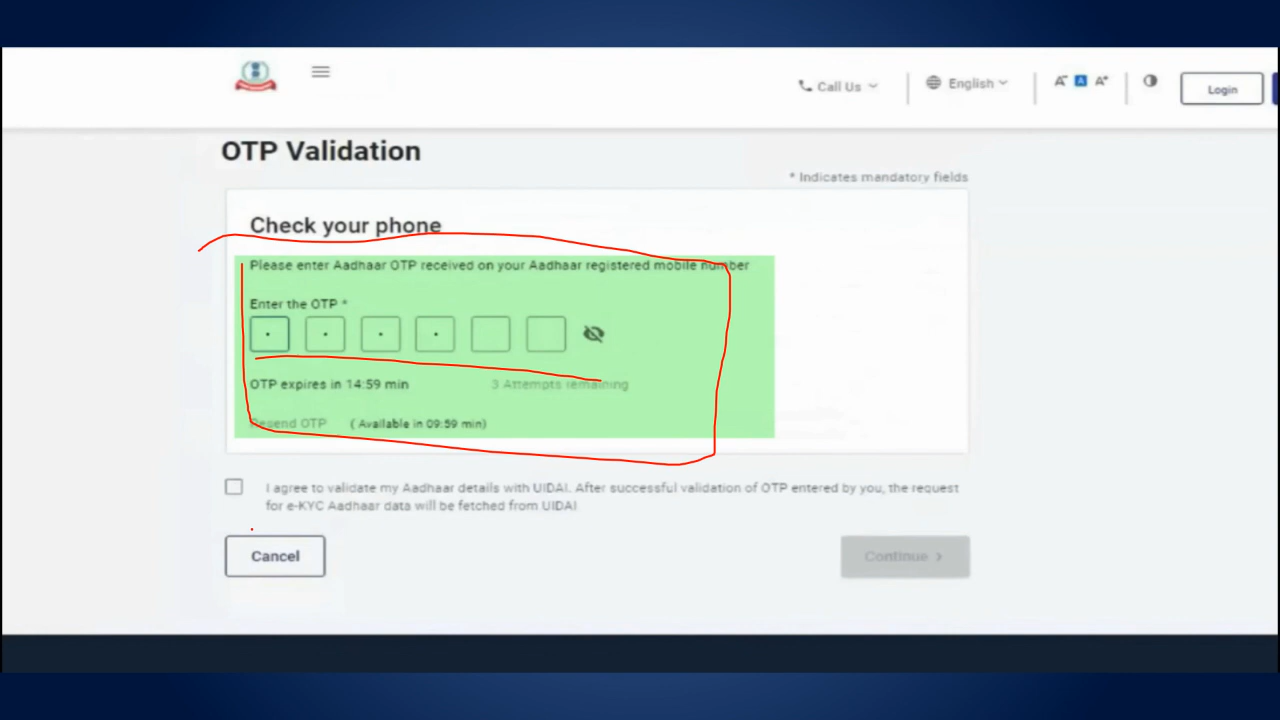 Call Us
English
A-
A
A+
Login
OTP Validation
* Indicates mandatory fields
Check your phone
Please enter Aadhaar OTP received on your Aadhaar registered mobile number
Enter the OTP *
OTP expires in 14:59 min
3 Attempts remaining
Resend OTP
( Available in 09:59 min)
I agree to validate my Aadhaar details with UIDAI. After successful validation of OTP entered by you, the request
for e-KYC Aadhaar data will be fetched from UIDAI
Cancel
Continue >